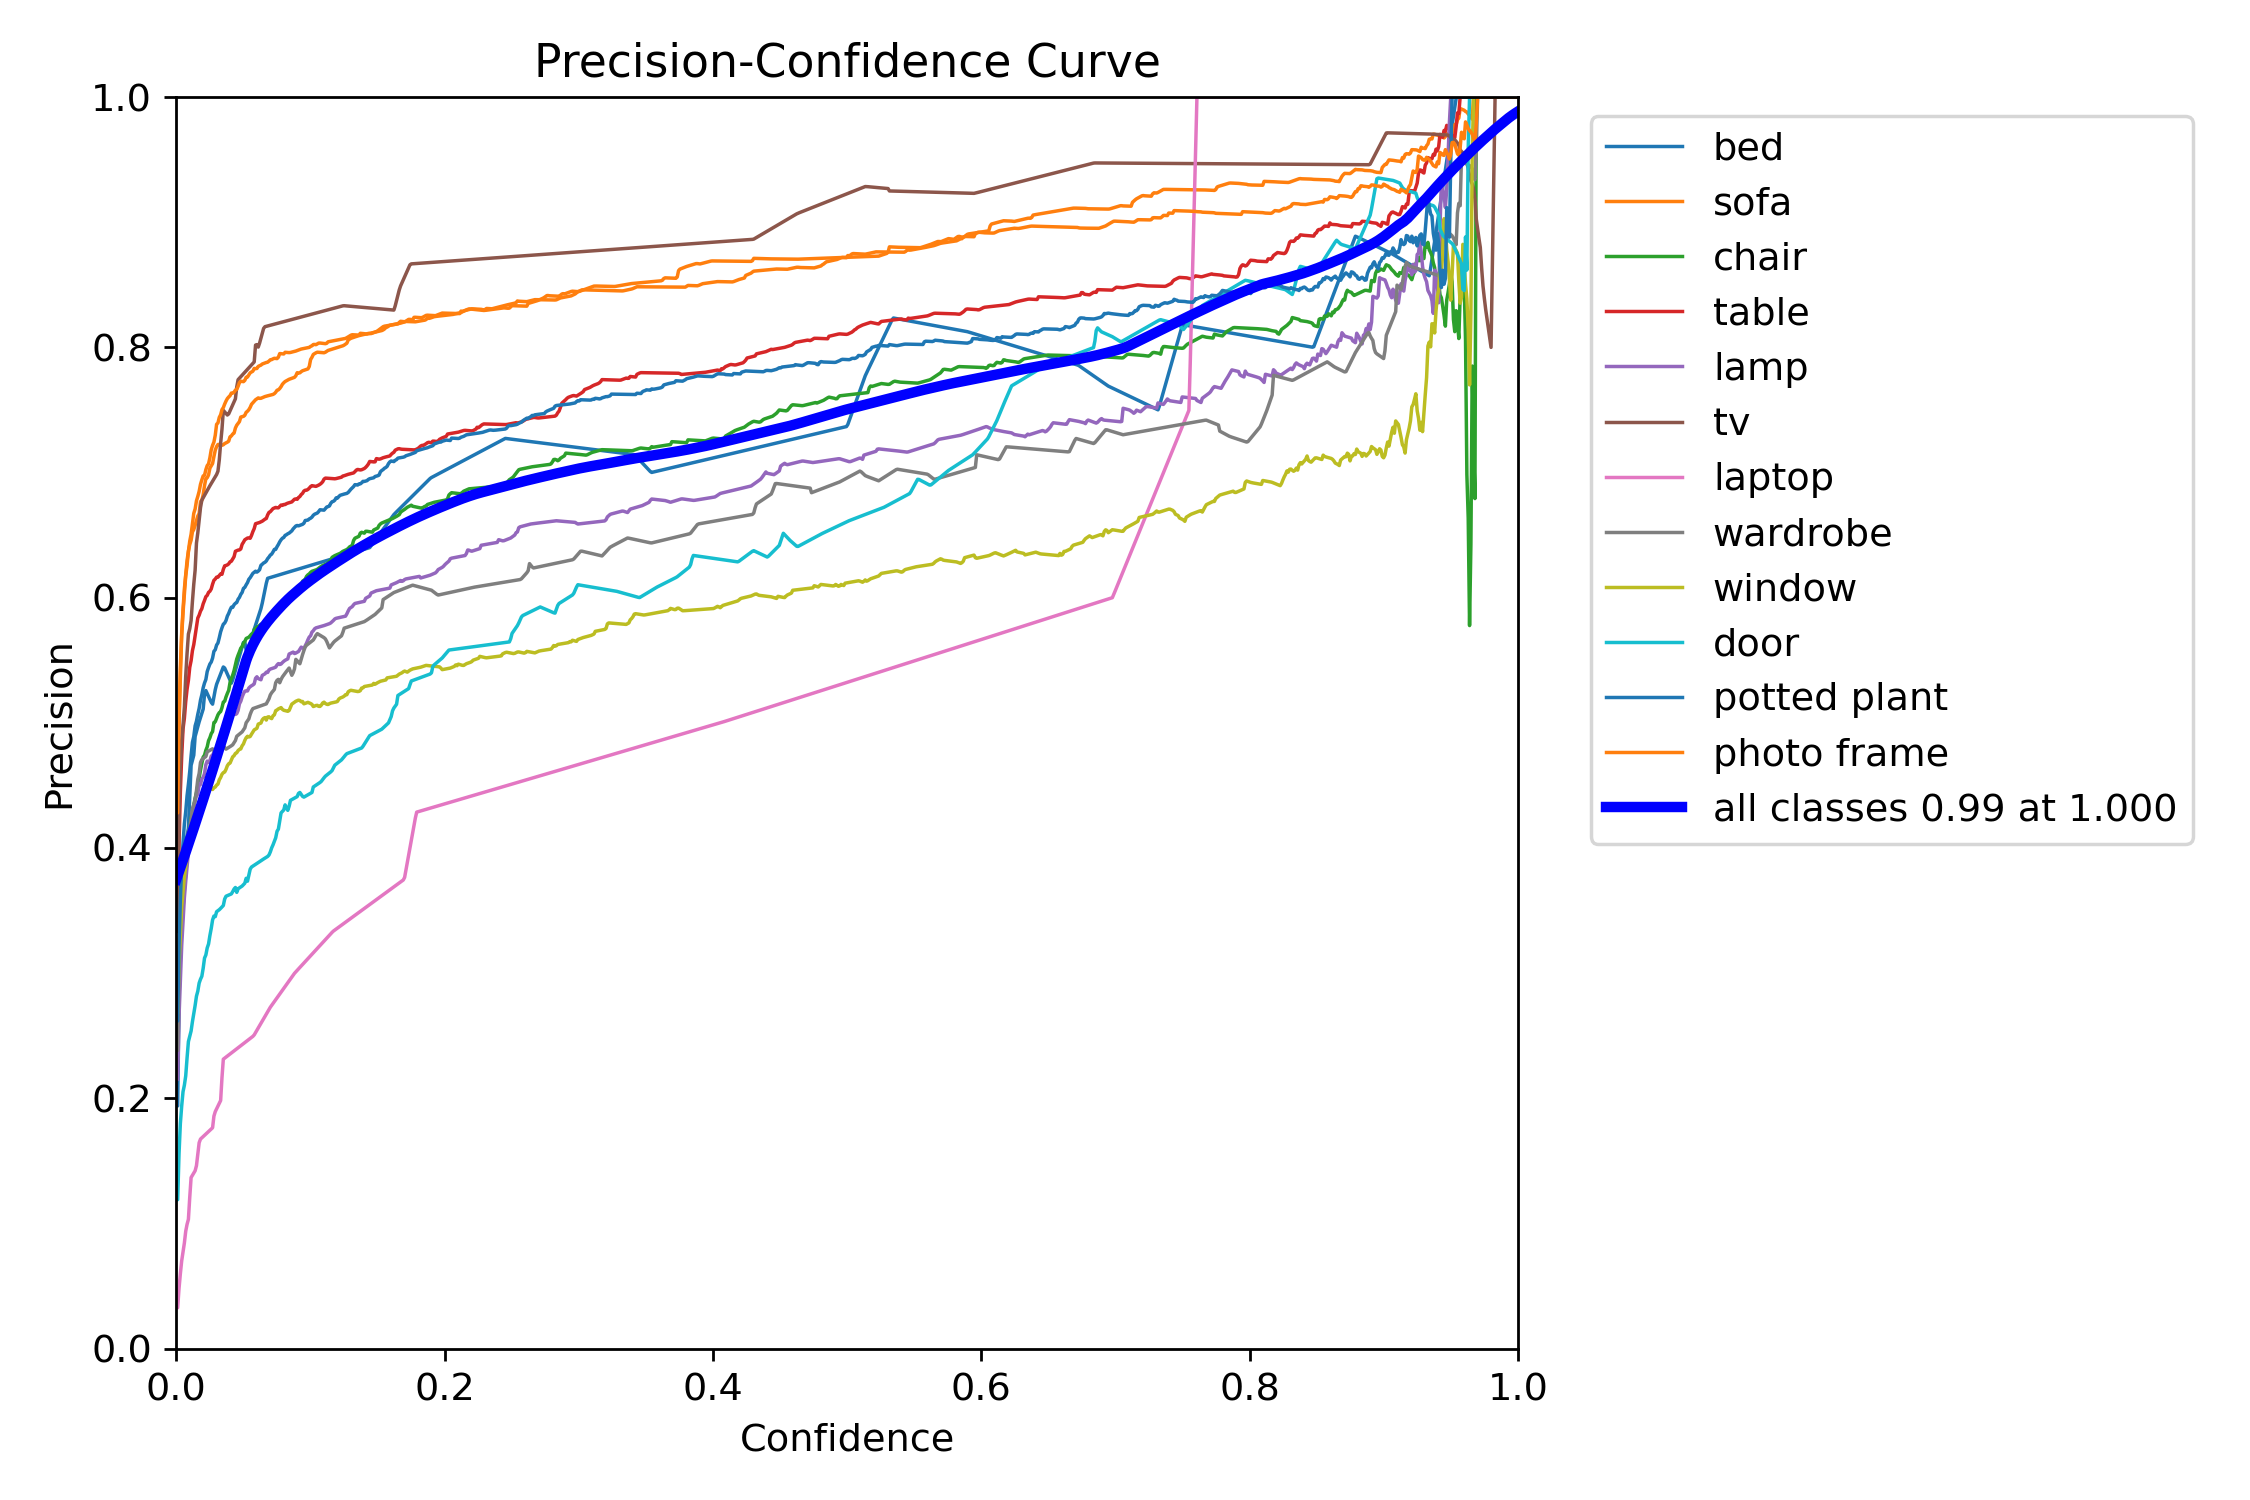 Precision-Confidence Curve
1.0
0.8
0.6
0.4
0.2
0.0
Precision
0.0 0.2 0.4 0.6 0.8 1.0
Confidence
bed
sofa
chair
table
lamp
tv
laptop
wardrobe
window
door
potted plant
photo frame
all classes 0.99 at 1.000